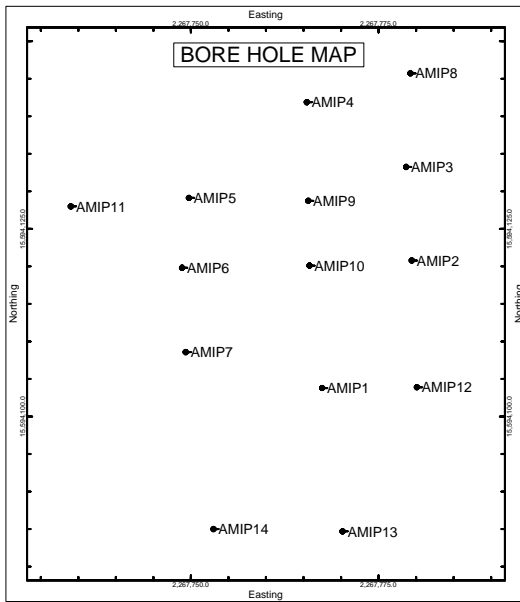 Easting
2,267,750.0 2,267,775.0
BORE HOLE MAP
AMIP8
AMIP4
AMIP3
AMIP5
AMIP9
AMIP11
15,594,125.0 15,594,125.0
AMIP2
AMIP10
AMIP6
Northing Northing
AMIP7
AMIP1 AMIP12
15,594,100.0 15,594,100.0
AMIP14 AMIP13
2,267,750.0 2,267,775.0
Easting